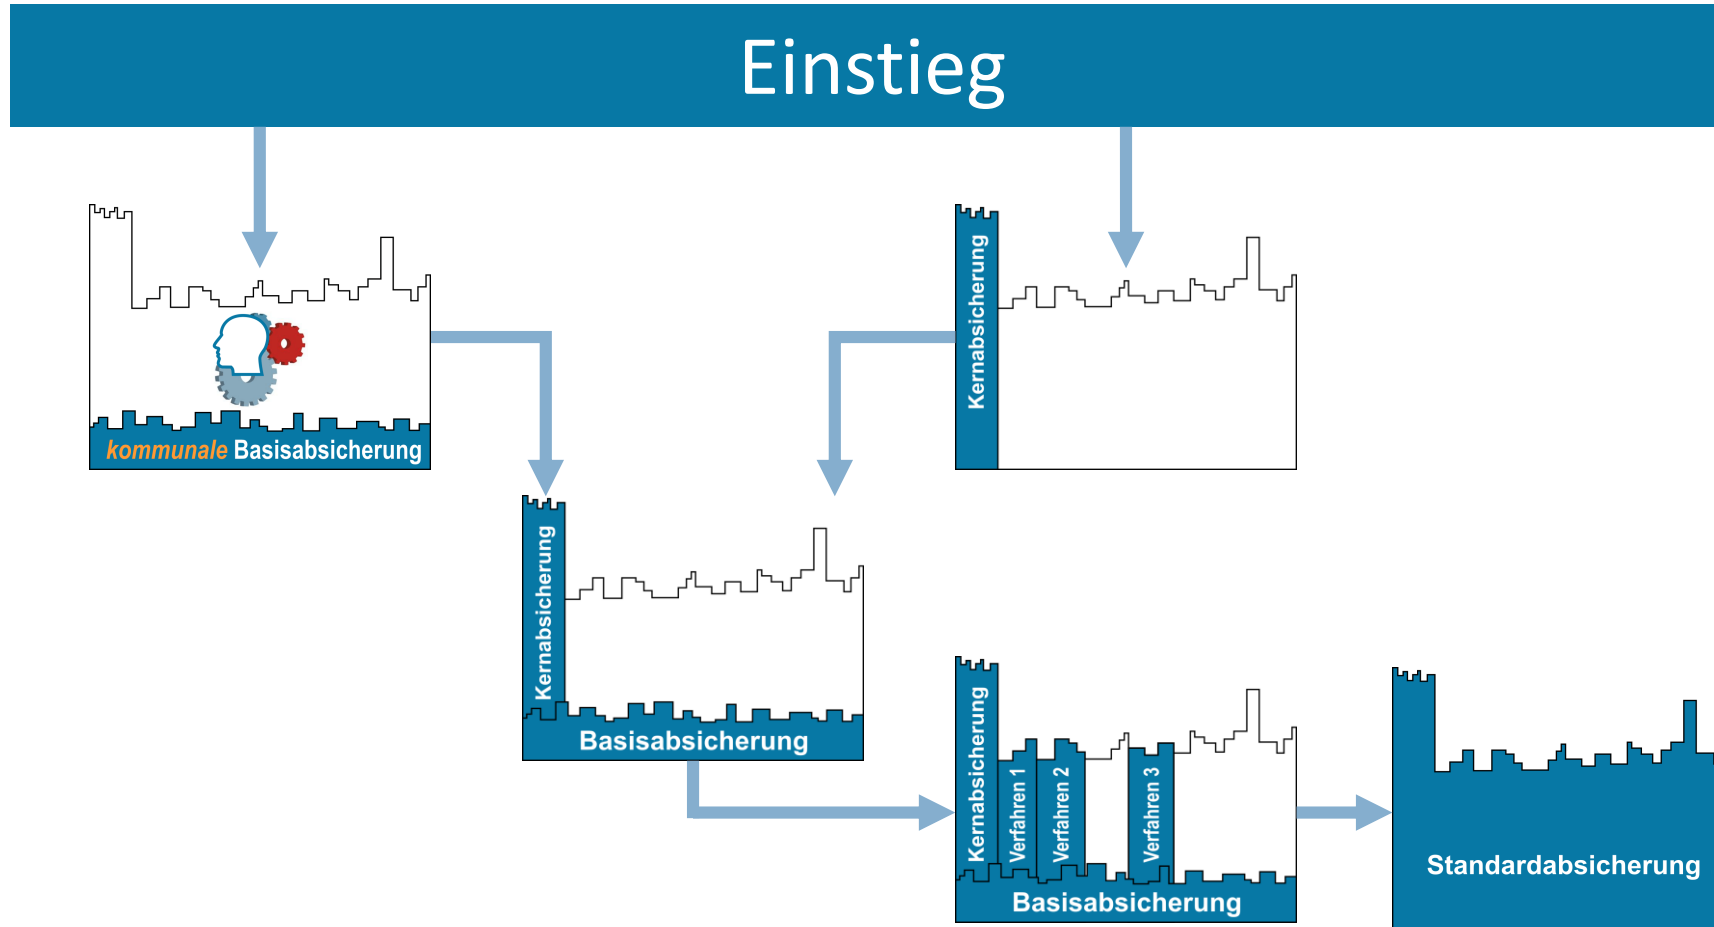 Einstieg
kommunale Basisabsicherung
Kernabsicherung
Kernabsicherung
Basisabsicherung
Kernabsicherung
Verfahren 1
Verfahren 2
Verfahren 3
Basisabsicherung
Standardabsicherung